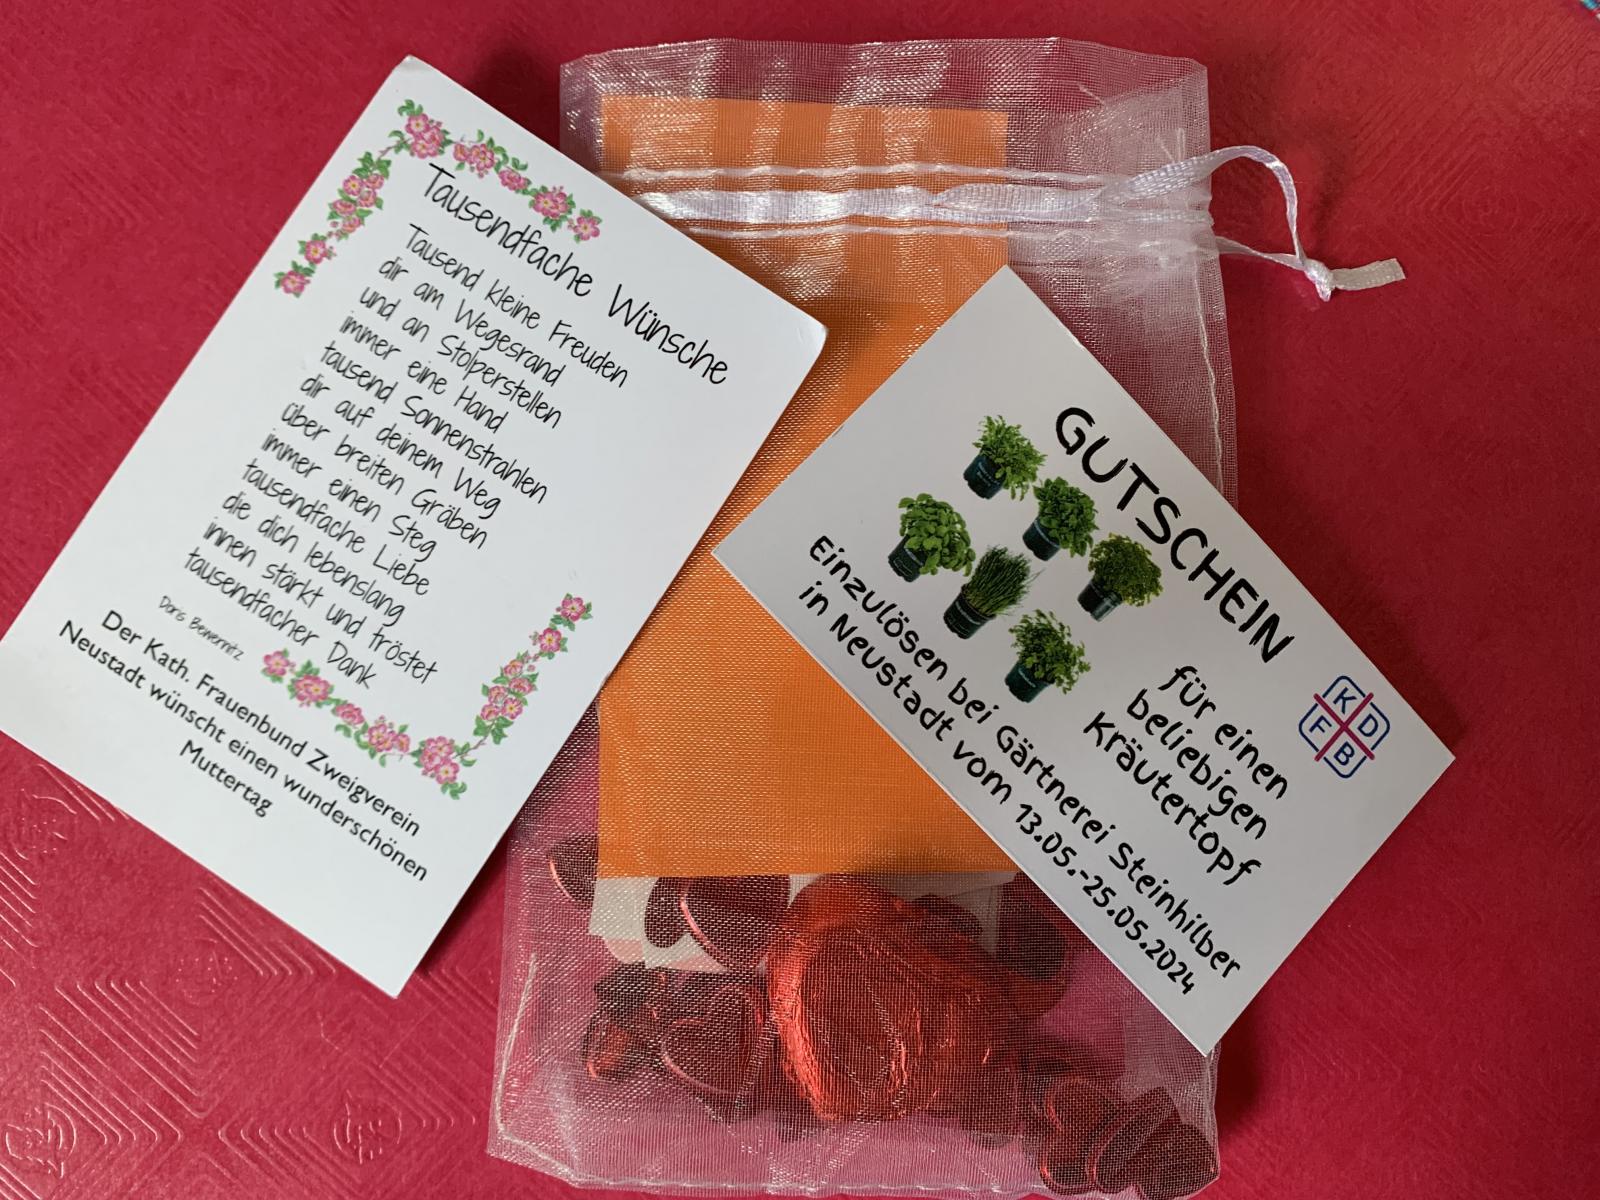 Tausendfache Wünsche
Tausend kleine Freuden
dir am Wegesrand
und an Stolperstellen
immer eine Hand
tausend Sonnenstrahlen
dir auf deinem Weg
über breiten Gräben
immer einen Steg
tausendfache Liebe
die dich lebenslang
innen stärkt und tröstet
tausendfacher Dank
Doris Bewernitz
Der Kath. Frauenbund Zweigverein
Neustadt wünscht einen wunderschönen
Muttertag
GUTSCHEIN
für einen
beliebigen
Kräutertopf
Einzulösen bei Gärtnerei Steinhilber
in Neustadt vom 13.05.-25.05.2024
KD
FB